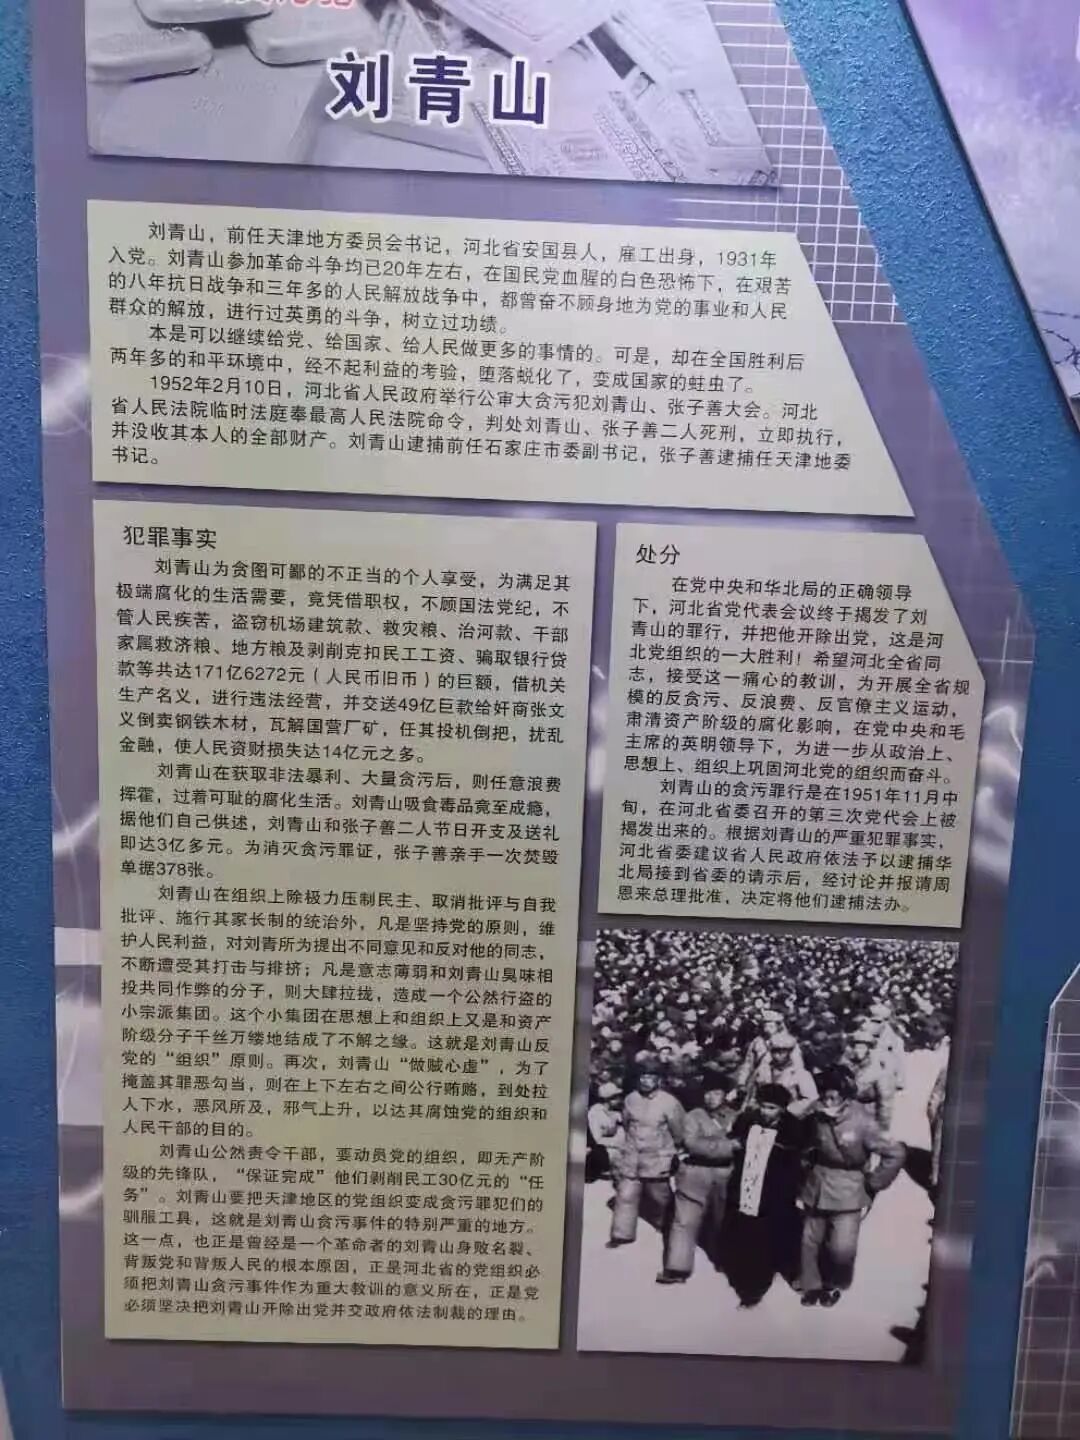 刘青山
刘青山，前任天津地方委员会书记，河北省安国县人，雇工出身，1931年
入党。刘青山参加革命斗争均已20年左右，在国民党血腥的白色恐怖下，在艰苦
的八年抗日战争和三年多的人民解放战争中，都曾奋不顾身地为党的事业和人民
群众的解放，进行过英勇的斗争，树立过功绩。
本是可以继续给党、给国家、给人民做更多的事情的。可是，却在全国胜利后
两年多的和平环境中，经不起利益的考验，堕落蜕化了，变成国家的蛀虫了。
1952年2月10日，河北省人民政府举行公审大贪污犯刘青山、张子善大会。河北
省人民法院临时法庭奉最高人民法院命令，判处刘青山、张子善二人死刑，立即执行，
并没收其本人的全部财产。刘青山逮捕前任石家庄市委副书记，张子善逮捕任天津地委
书记。
犯罪事实
刘青山为贪图可鄙的不正当的个人享受，为满足其
极端腐化的生活需要，竟凭借职权，不顾国法党纪，不
管人民疾苦，盗窃机场建筑款、救灾粮、治河款、干部
家属救济粮、地方粮及剥削克扣民工工资、骗取银行贷
款等共达171亿6272元（人民币旧币）的巨额，借机关
生产名义，进行违法经营，并交送49亿巨款给奸商张文
义倒卖钢铁木材，瓦解国营厂矿，任其投机倒把，扰乱
金融，使人民资财损失达14亿元之多。
刘青山在获取非法暴利、大量贪污后，则任意浪费
挥霍，过着可耻的腐化生活。刘青山吸食毒品竟至成瘾，
据他们自己供述，刘青山和张子善二人节日开支及送礼
即达3亿多元。为消灭贪污罪证，张子善亲手一次焚毁
单据378张。
刘青山在组织上除极力压制民主、取消批评与自我
批评、施行其家长制的统治外，凡是坚持党的原则，维
护人民利益，对刘青所为提出不同意见和反对他的同志，
不断遭受其打击与排挤；凡是意志薄弱和刘青山臭味相
投共同作弊的分子，则大肆拉拢，造成一个公然行盗的
小宗派集团。这个小集团在思想上和组织上又是和资产
阶级分子千丝万缕地结成了不解之缘。这就是刘青山反
党的“组织”原则。再次，刘青山“做贼心虚”，为了
掩盖其罪恶勾当，则在上下左右之间公行贿赂，到处拉
人下水，恶风所及，邪气上升，以达其腐蚀党的组织和
人民干部的目的。
刘青山公然责令干部，要动员党的组织，即无产阶
级的先锋队，“保证完成”他们剥削民工30亿元的“任
务”。刘青山要把天津地区的党组织变成贪污罪犯们的
驯服工具，这就是刘青山贪污事件的特别严重的地方。
这一点，也正是曾经是一个革命者的刘青山身败名裂、
背叛党和背叛人民的根本原因，正是河北省的党组织必
须把刘青山贪污事件作为重大教训的意义所在，正是党
必须坚决把刘青山开除出党并交政府依法制裁的理由。
处分
在党中央和华北局的正确领导
下，河北省党代表会议终于揭发了刘
青山的罪行，并把他开除出党，这是河
北党组织的一大胜利！希望河北全省同
志，接受这一痛心的教训，为开展全省规
模的反贪污、反浪费、反官僚主义运动，
肃清资产阶级的腐化影响，在党中央和毛
主席的英明领导下，为进一步从政治上、
思想上、组织上巩固河北党的组织而奋斗。
刘青山的贪污罪行是在1951年11月中
旬，在河北省委召开的第三次党代会上被
揭发出来的。根据刘青山的严重犯罪事实，
河北省委建议省人民政府依法予以逮捕华
北局接到省委的请示后，经讨论并报请周
恩来总理批准，决定将他们逮捕法办。